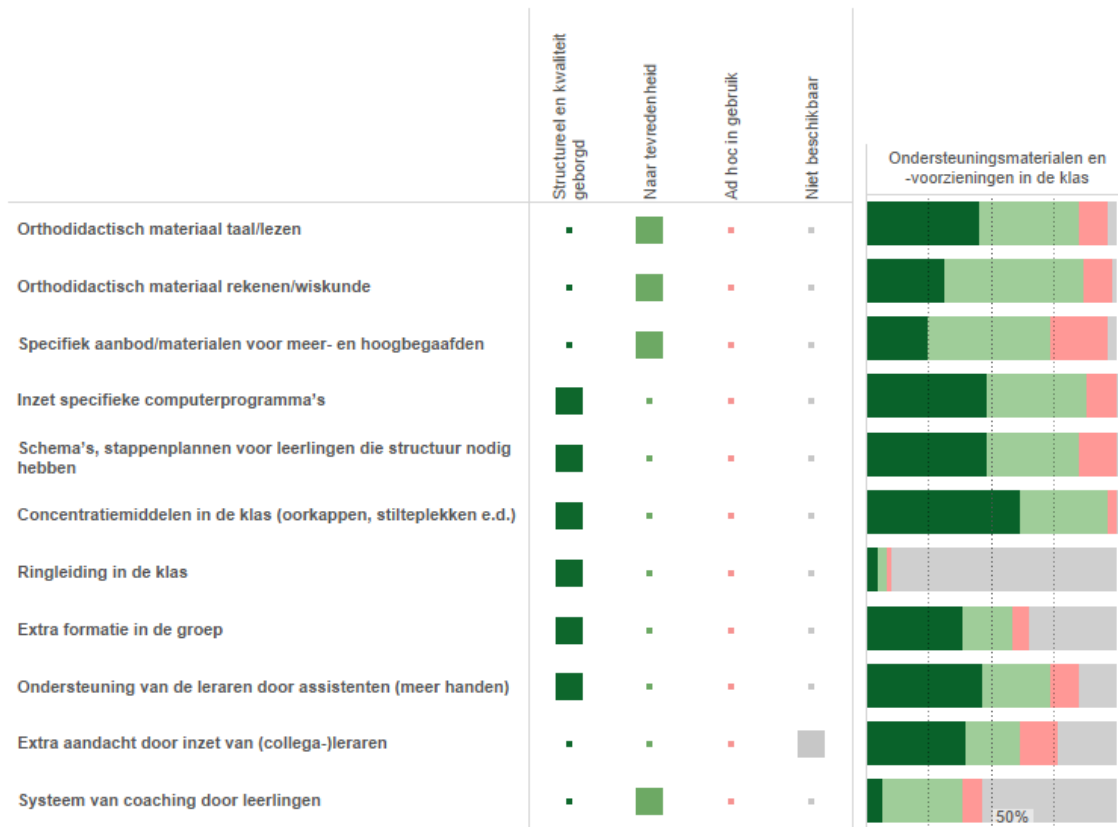 Structureel en kwaliteit
geborgd
Naar tevredenheid
Ad hoc in gebruik
Niet beschikbaar
Ondersteuningsmaterialen en
-voorzieningen in de klas
Orthodidactisch materiaal taal/lezen
Orthodidactisch materiaal rekenen/wiskunde
Specifiek aanbod/materialen voor meer- en hoogbegaafden
Inzet specifieke computerprogramma's
Schema's, stappenplannen voor leerlingen die structuur nodig
hebben
Concentratiemiddelen in de klas (oorkappen, stilteplekken e.d.)
Ringleiding in de klas
Extra formatie in de groep
Ondersteuning van de leraren door assistenten (meer handen)
Extra aandacht door inzet van (collega-)leraren
Systeem van coaching door leerlingen
50%